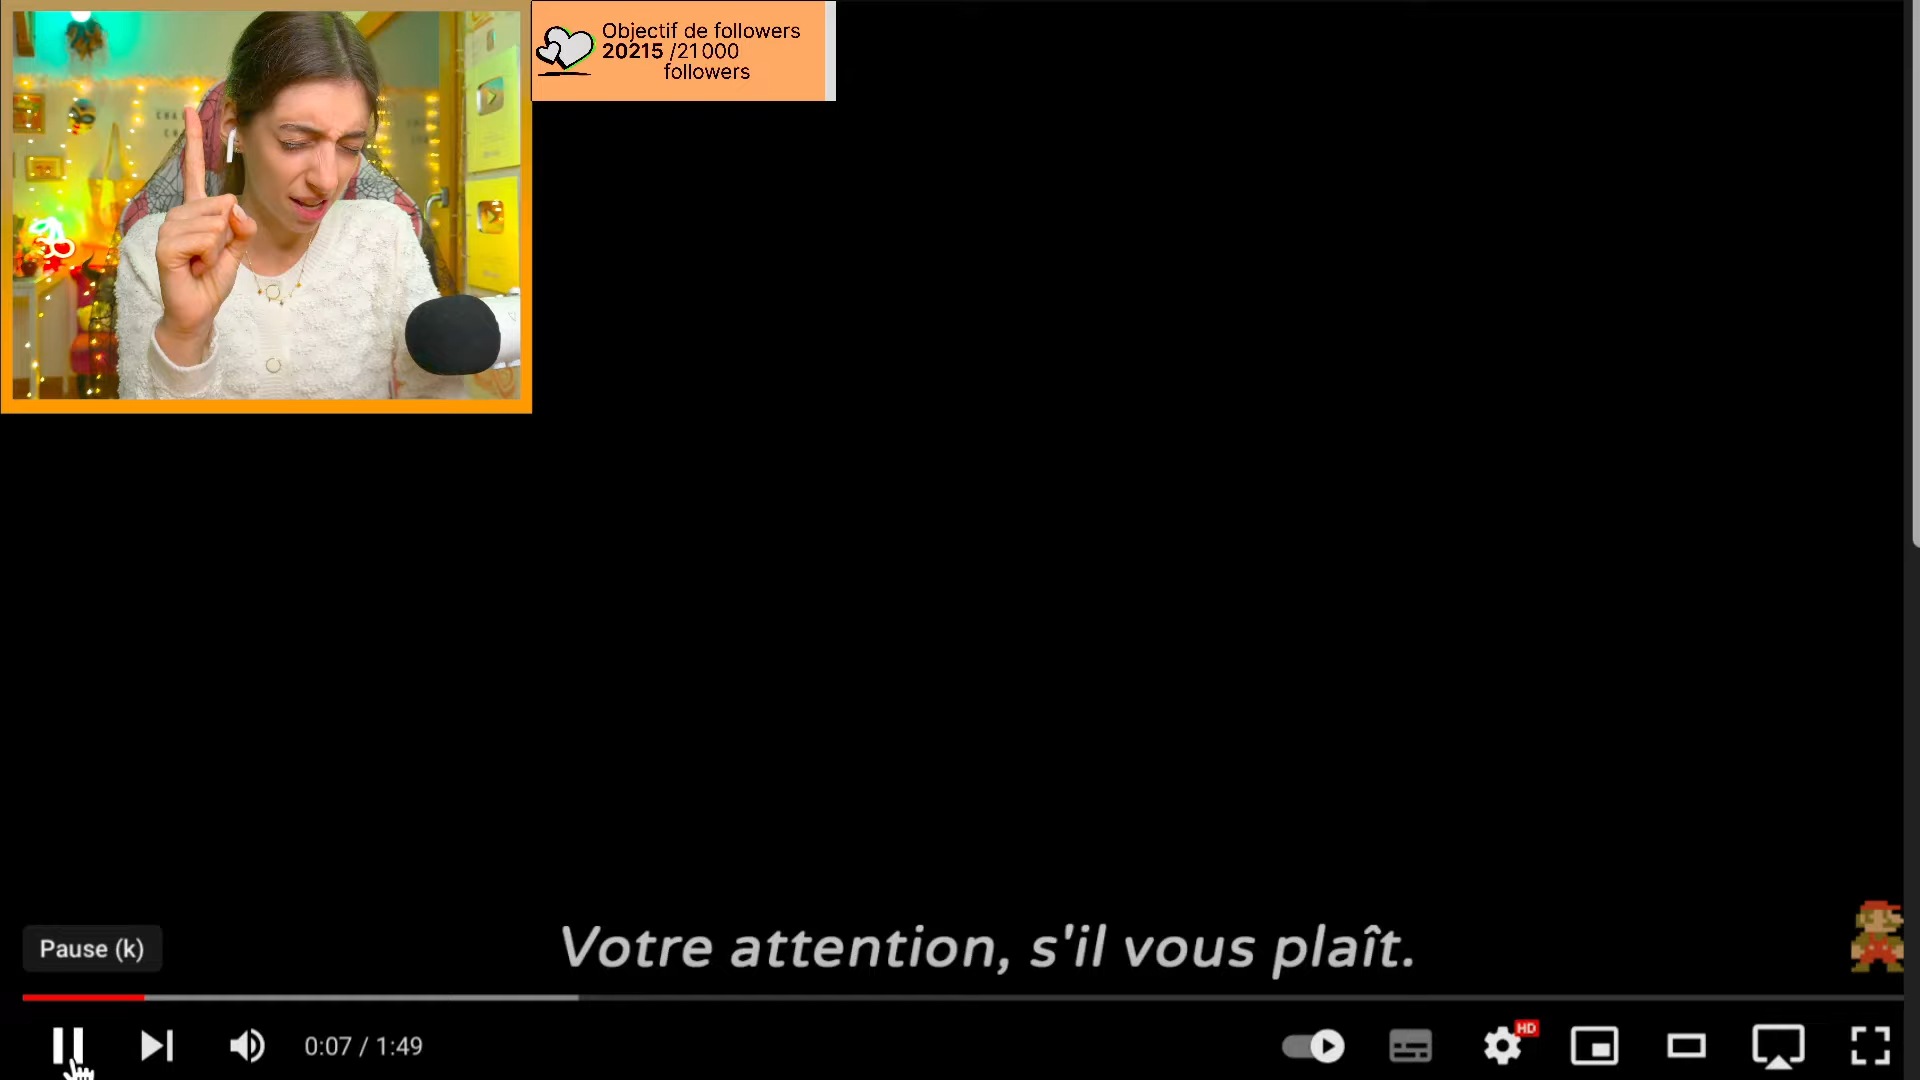 Objectif de followers
20215 /21000
followers
Votre attention, s'il vous plaît.
Pause (k)
0:07 / 1:49
HD